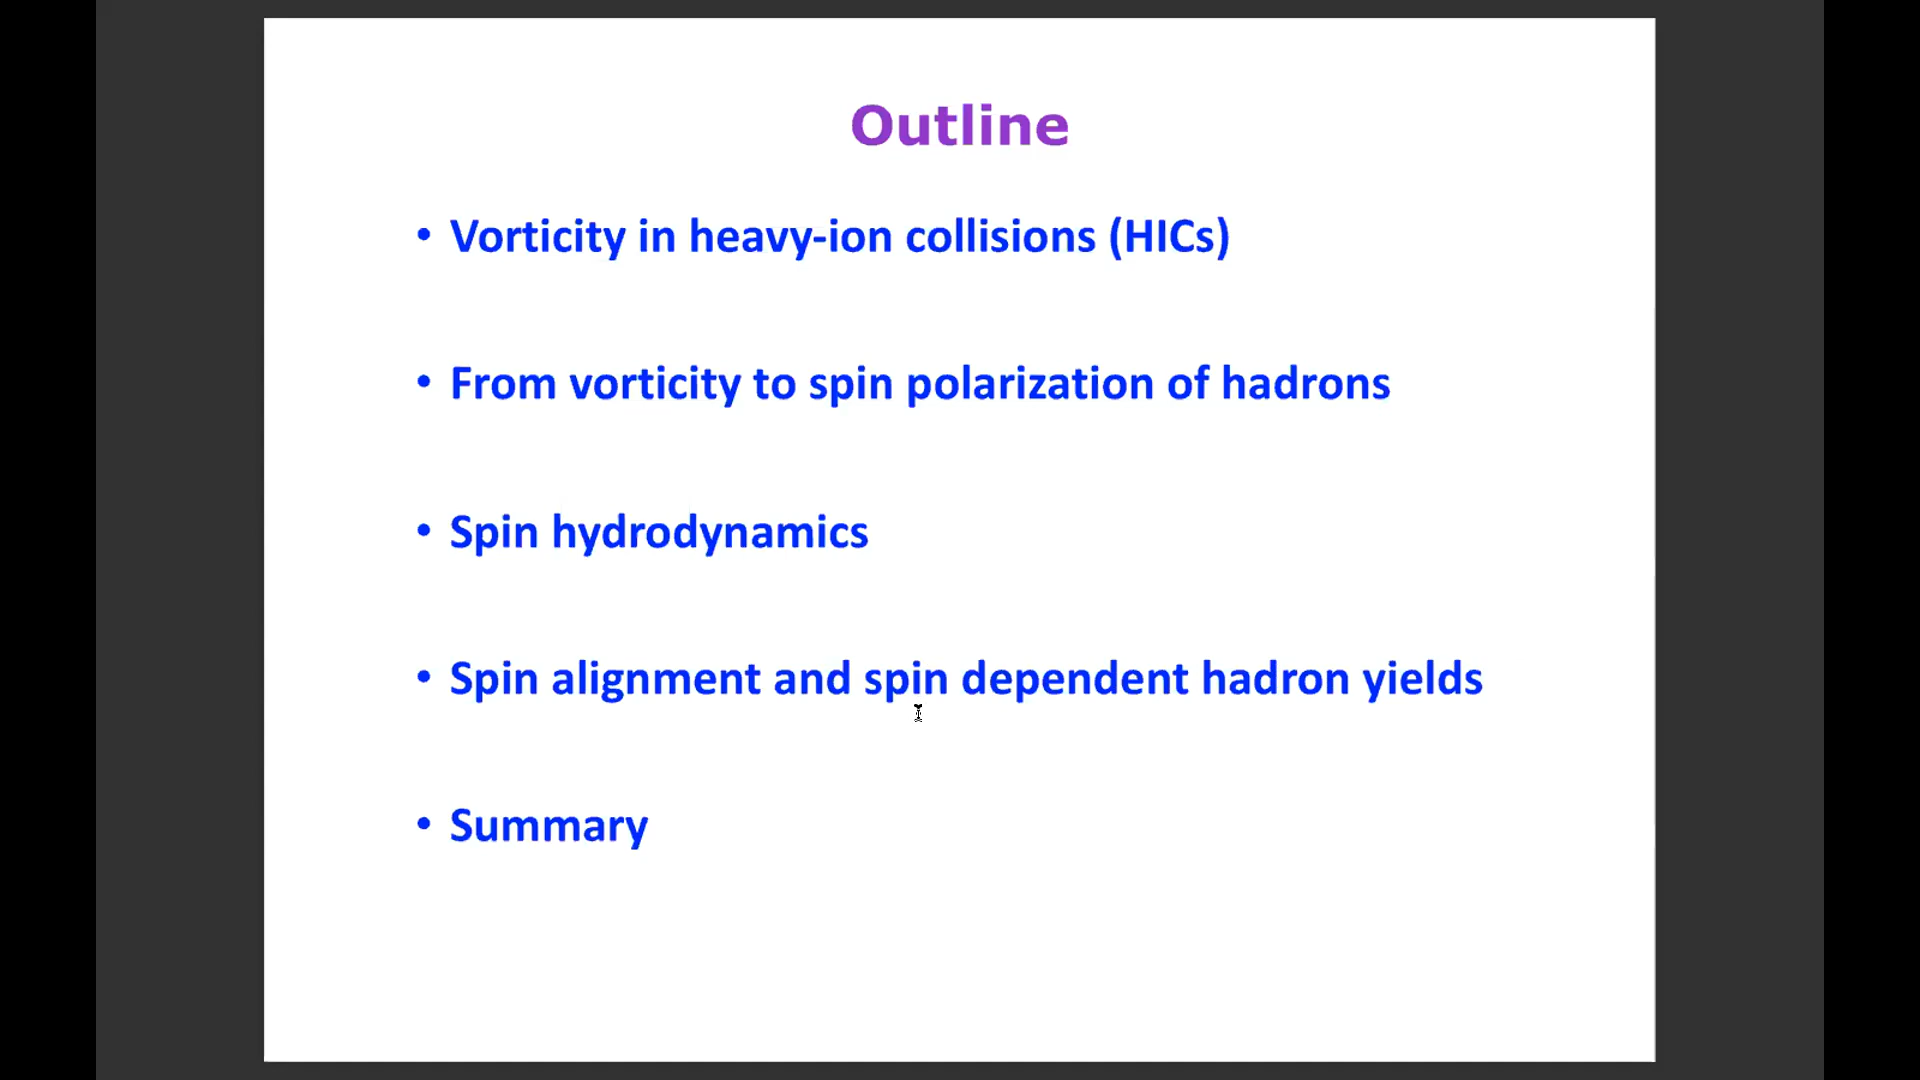 Outline
• Vorticity in heavy-ion collisions (HICs)
• From vorticity to spin polarization of hadrons
• Spin hydrodynamics
• Spin alignment and spin dependent hadron yields
• Summary